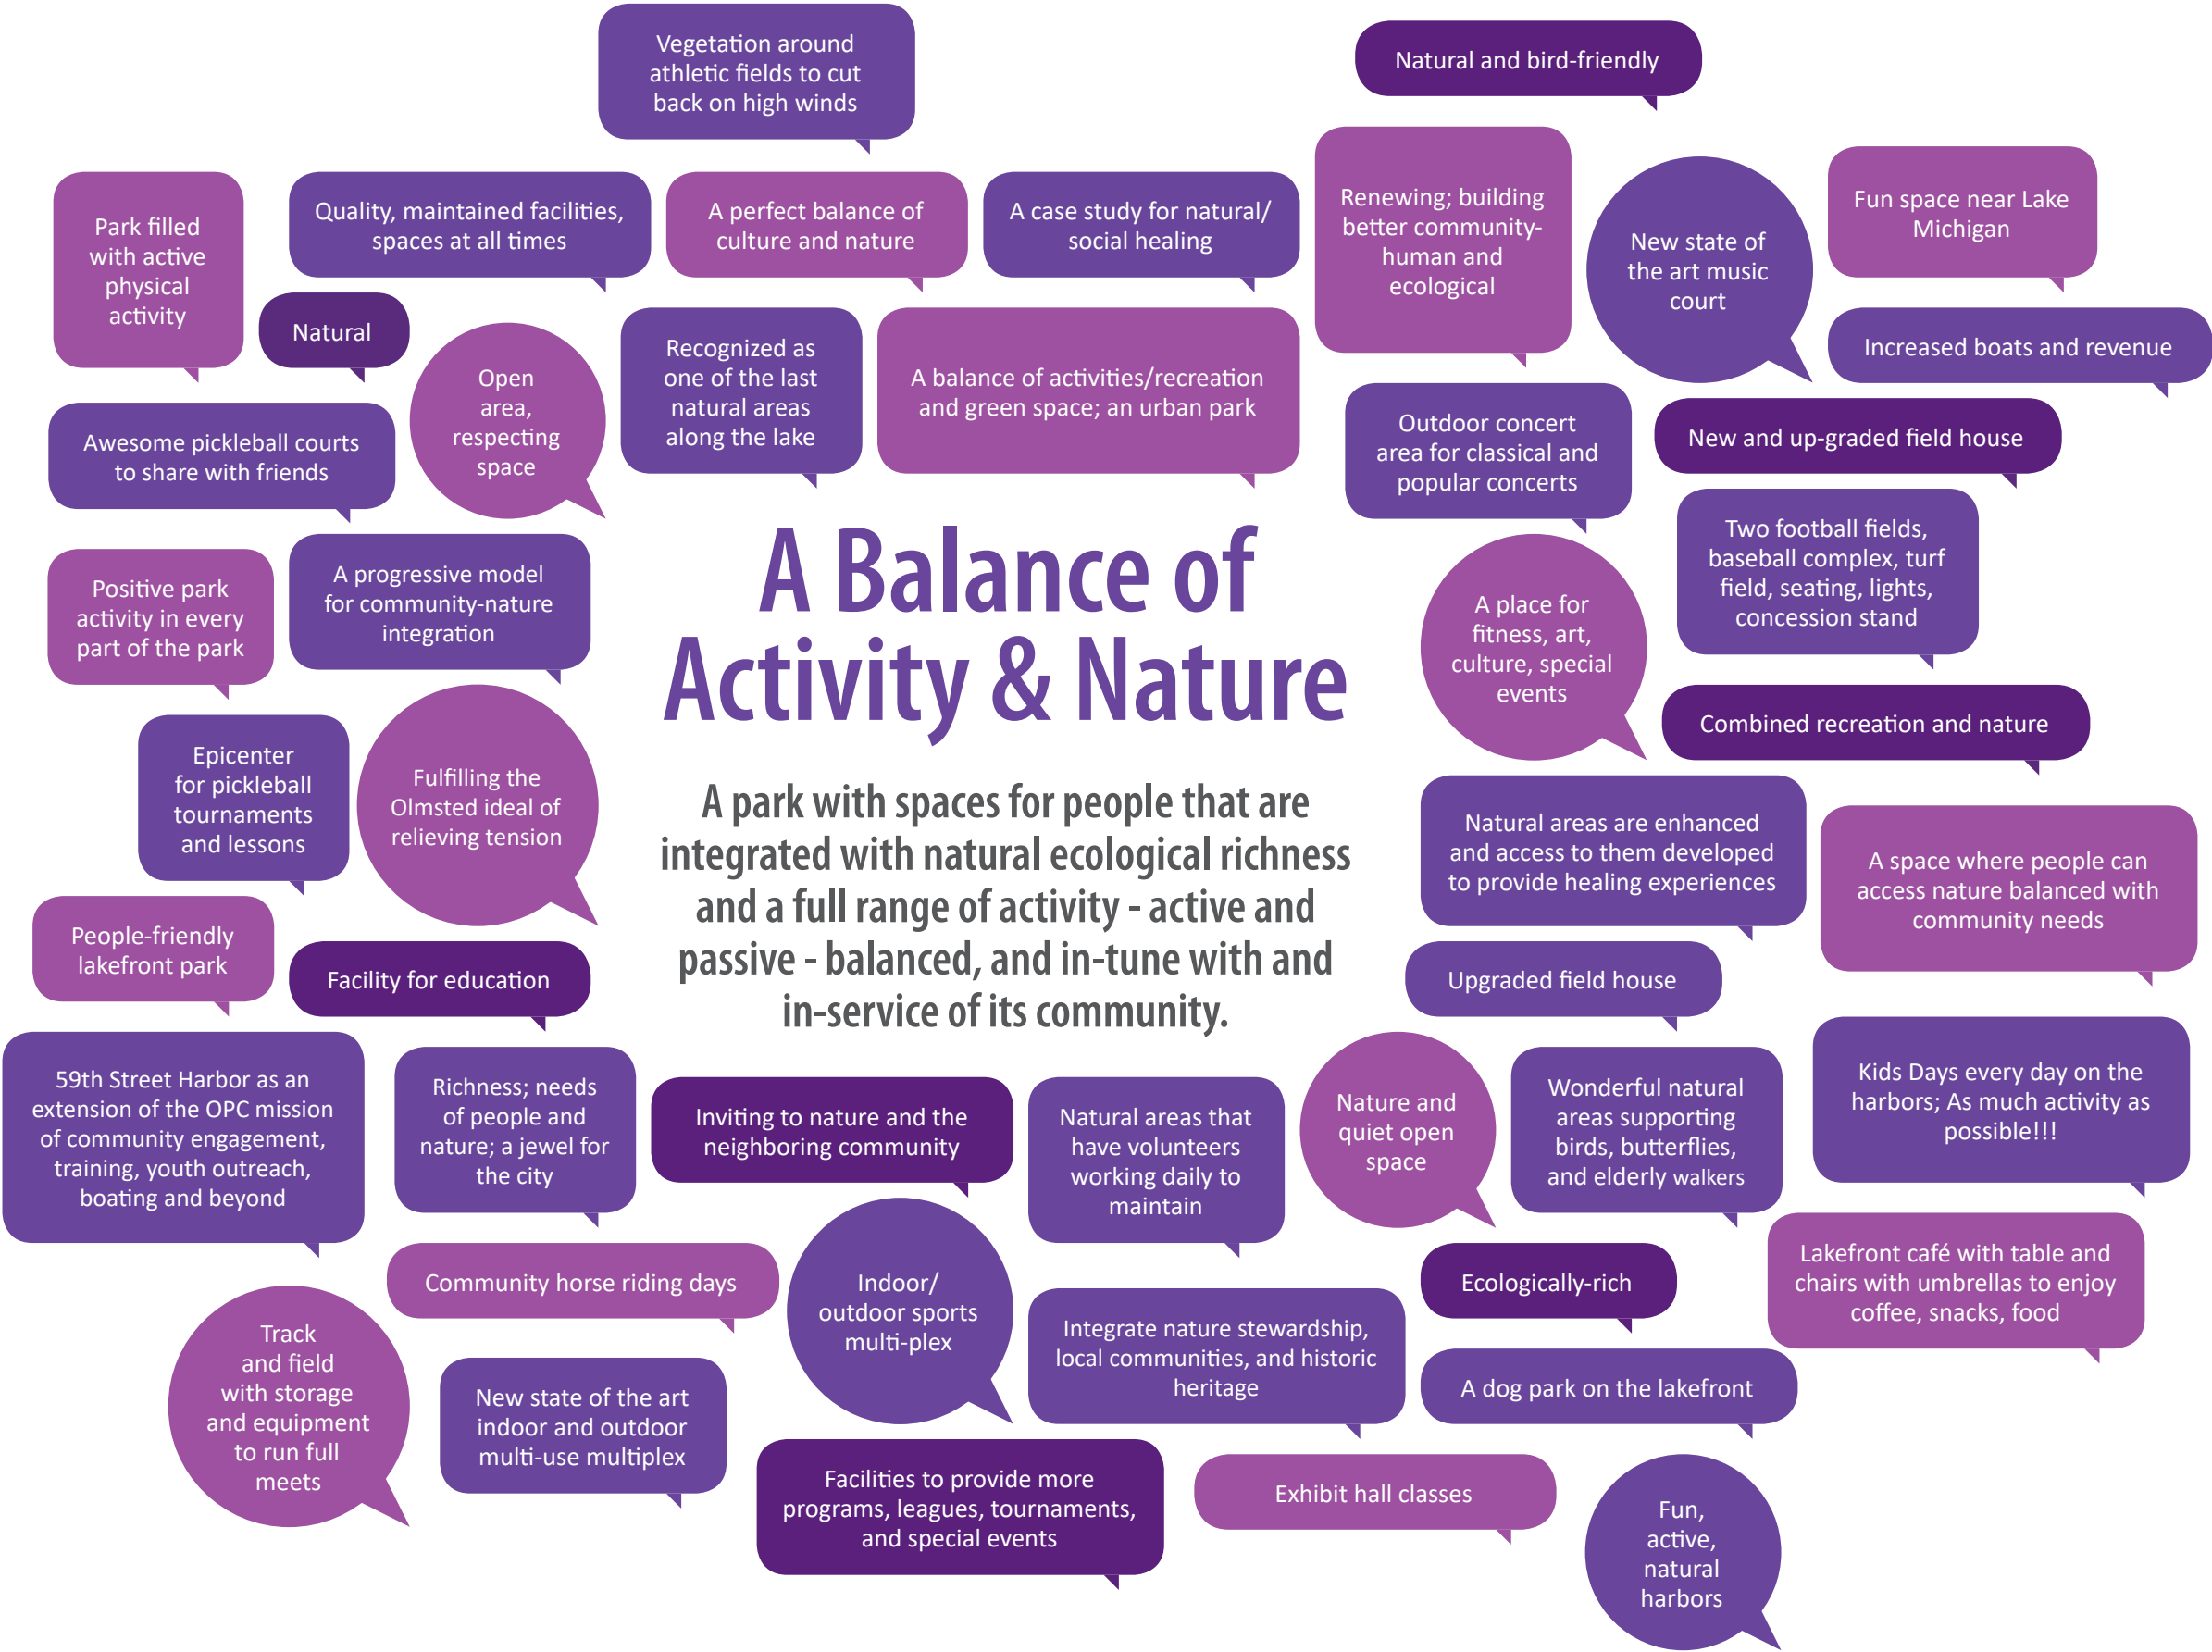 Vegetation around
athletic fields to cut
back on high winds
Natural and bird-friendly
Park filled
with active
physical
activity
Quality, maintained facilities,
spaces at all times
A perfect balance of
culture and nature
A case study for natural/
social healing
Renewing; building
better community-
human and
ecological
New state of
the art music
court
Fun space near Lake
Michigan
Natural
Open
area,
respecting
space
Recognized as
one of the last
natural areas
along the lake
A balance of activities/recreation
and green space; an urban park
Increased boats and revenue
Awesome pickleball courts
to share with friends
Outdoor concert
area for classical and
popular concerts
New and up-graded field house
Two football fields,
baseball complex, turf
field, seating, lights,
concession stand
Positive park
activity in every
part of the park
A progressive model
for community-nature
integration
A Balance of
Activity & Nature
A place for
fitness, art,
culture, special
events
Combined recreation and nature
Epicenter
for pickleball
tournaments
and lessons
Fulfilling the
Olmsted ideal of
relieving tension
A park with spaces for people that are
integrated with natural ecological richness
and a full range of activity - active and
passive - balanced, and in-tune with and
in-service of its community.
Natural areas are enhanced
and access to them developed
to provide healing experiences
A space where people can
access nature balanced with
community needs
People-friendly
lakefront park
Facility for education
Upgraded field house
59th Street Harbor as an
extension of the OPC mission
of community engagement,
training, youth outreach,
boating and beyond
Richness; needs
of people and
nature; a jewel for
the city
Inviting to nature and the
neighboring community
Natural areas that
have volunteers
working daily to
maintain
Nature and
quiet open
space
Wonderful natural
areas supporting
birds, butterflies,
and elderly walkers
Kids Days every day on the
harbors; As much activity as
possible!!!
Community horse riding days
Indoor/
outdoor sports
multi-plex
Ecologically-rich
Lakefront café with table and
chairs with umbrellas to enjoy
coffee, snacks, food
Track
and field
with storage
and equipment
to run full
meets
New state of the art
indoor and outdoor
multi-use multiplex
Integrate nature stewardship,
local communities, and historic
heritage
A dog park on the lakefront
Facilities to provide more
programs, leagues, tournaments,
and special events
Exhibit hall classes
Fun,
active,
natural
harbors